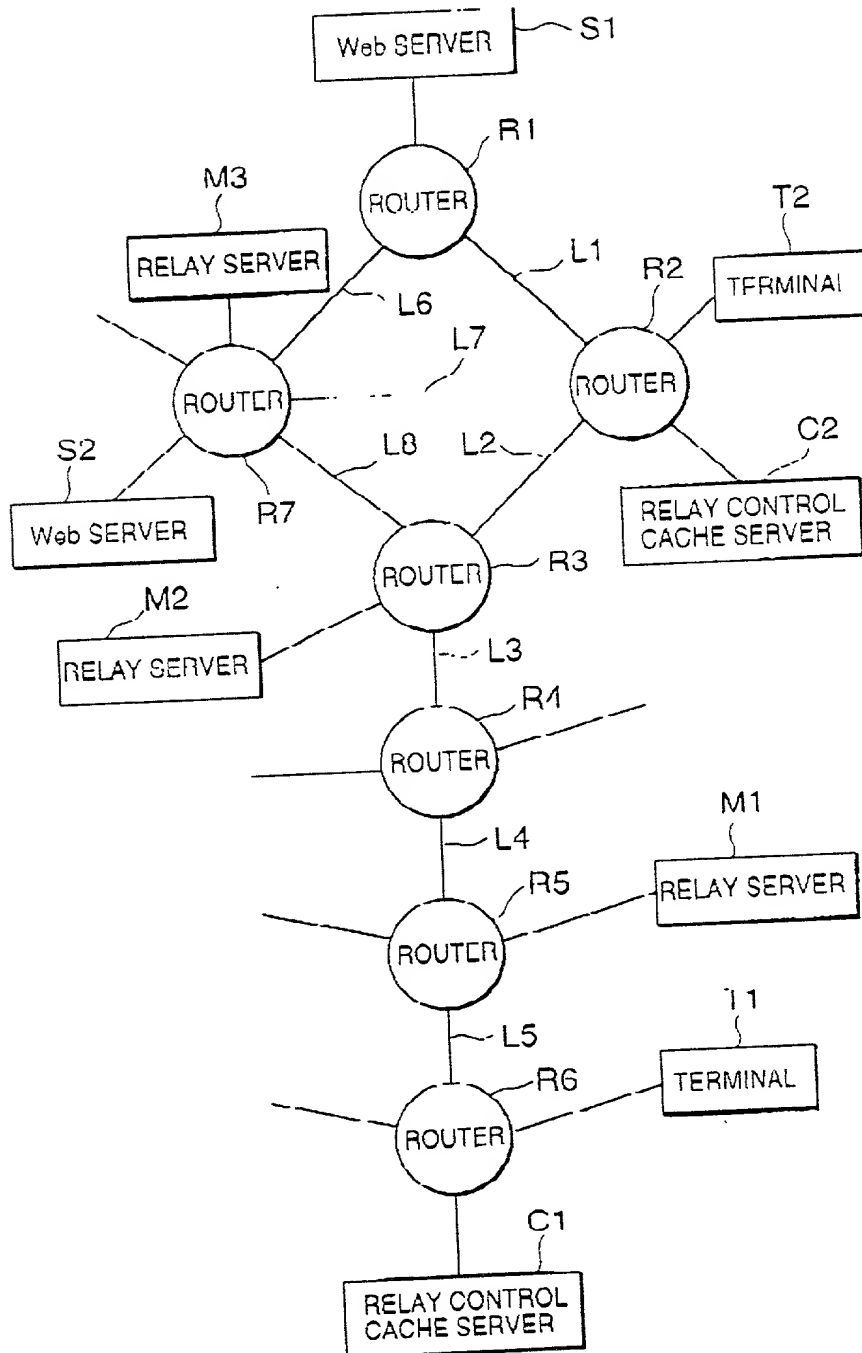 Web SERVER
S1
R1
M3
ROUTER
T2
RELAY SERVER
L1
R2
TERMINAL
L6
L7
ROUTER
ROUTER
S2
L8
L2
C2
R7
Web SERVER
RELAY CONTROL
CACHE SERVER
ROUTER
R3
M2
RELAY SERVER
L3
R4
ROUTER
M1
L4
R5
RELAY SERVER
ROUTER
T1
L5
R6
TERMINAL
ROUTER
C1
RELAY CONTROL
CACHE SERVER